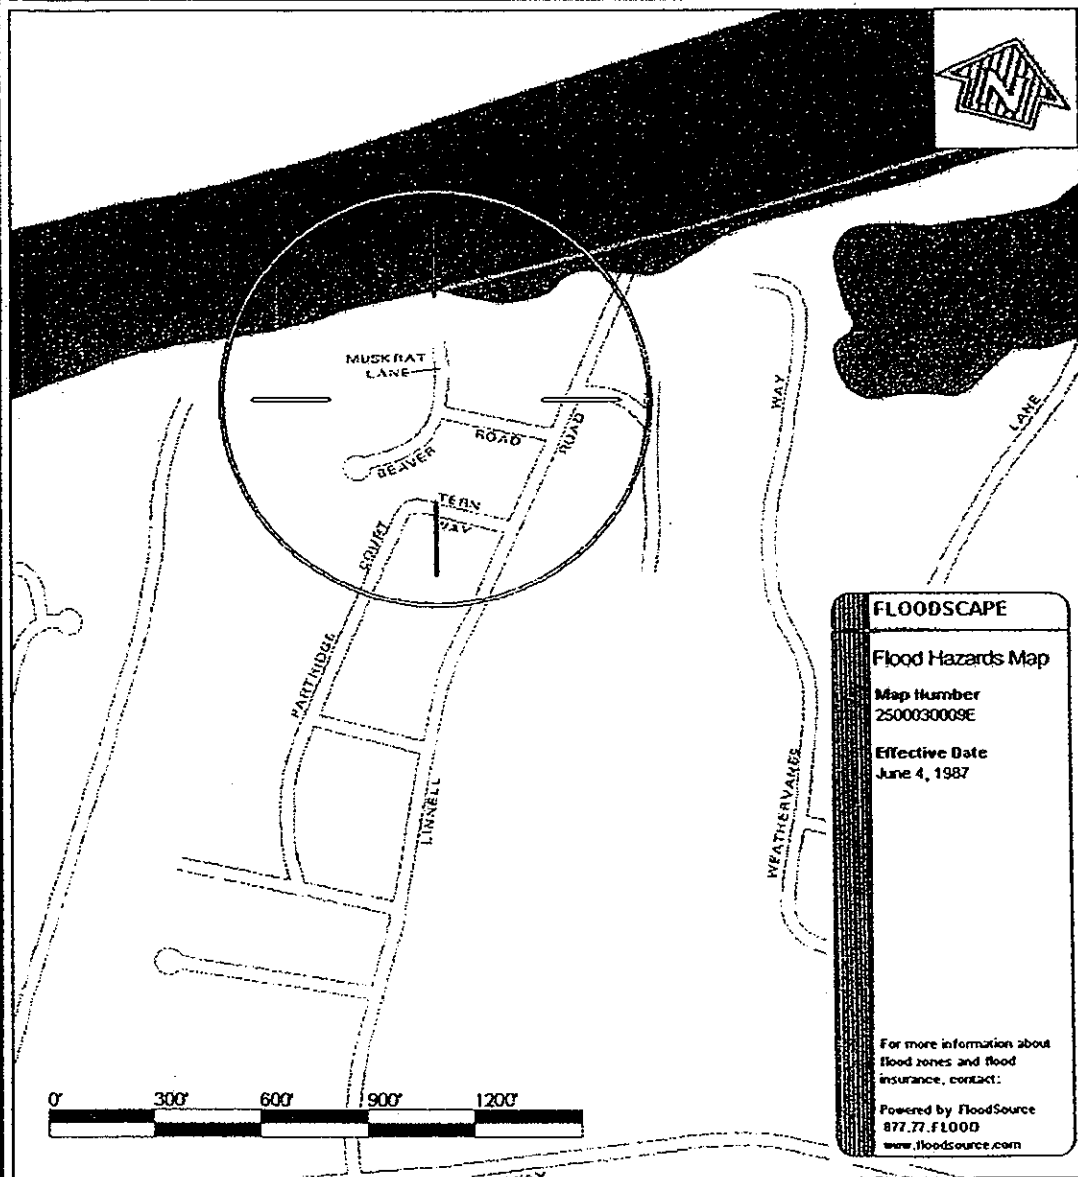 N
MUSKRAT
LANE
ROAD
BEAVER
ROAD
TERN
WAY
COURT
PARTRIDGE
LINNELL
WAY
LANE
WEATHERVANES
FLOODSCAPE
Flood Hazards Map
Map Number
2500030009E
Effective Date
June 4, 1987
For more information about
flood zones and flood
insurance, contact:
Powered by FloodSource
877.77.FLOOD
www.floodsource.com
0' 300' 600' 900' 1200'
WAY